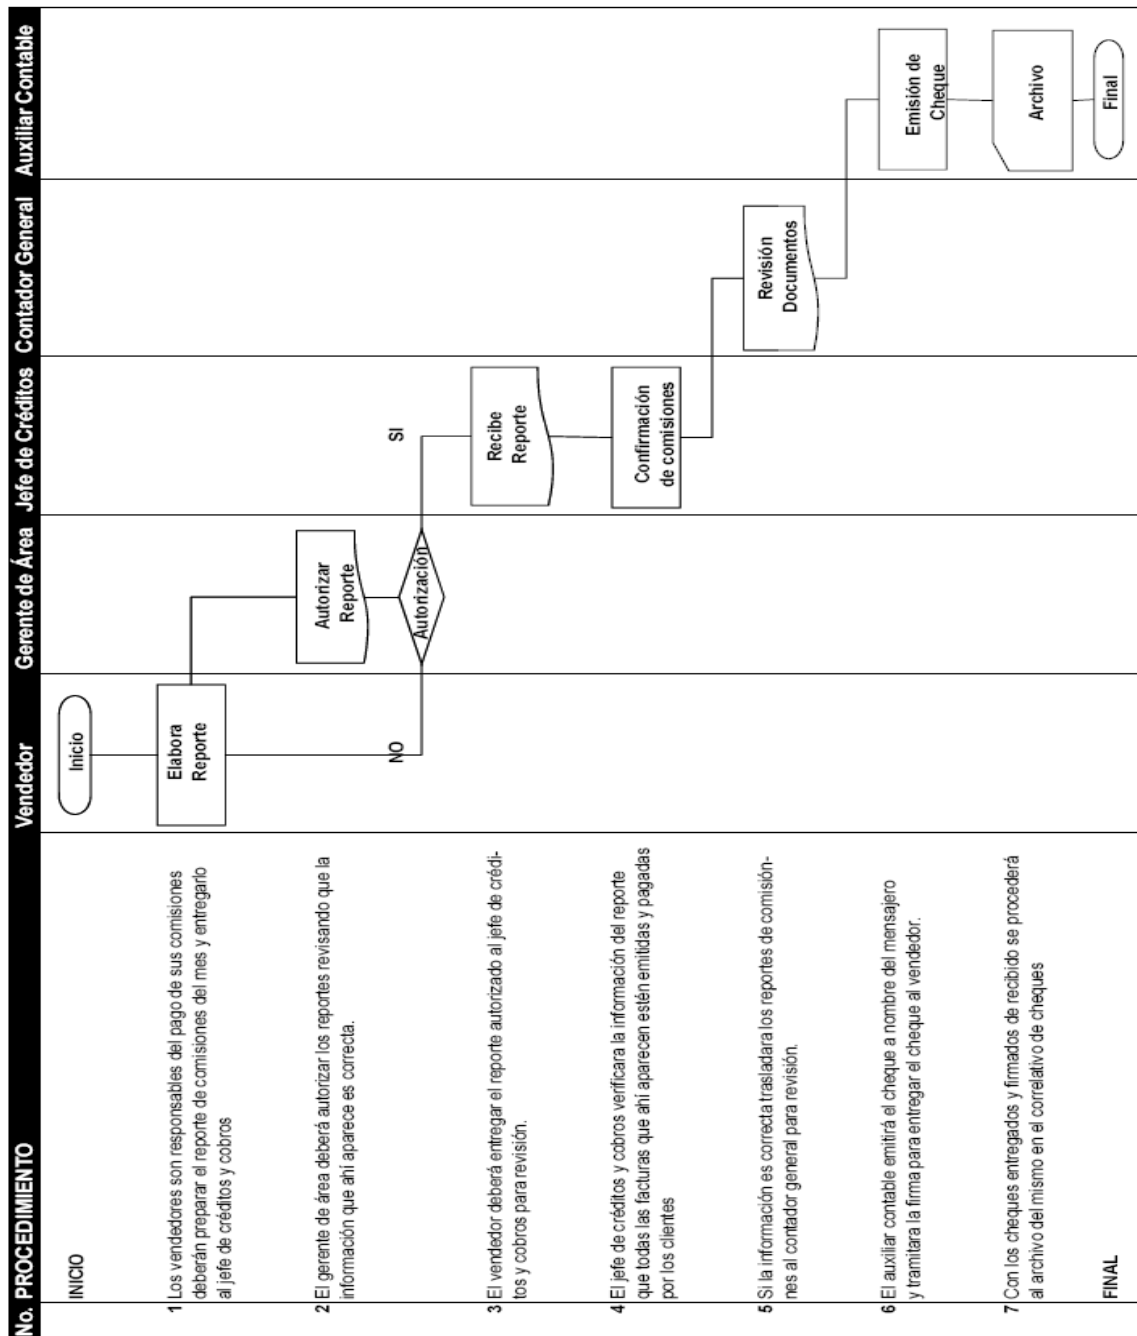 No. PROCEDIMIENTO Vendedor Gerente de Área Jefe de Créditos Contador General Auxiliar Contable
INICIO
Inicio
1 Los vendedores son responsables del pago de sus comisiones
deberán preparar el reporte de comisiones del mes y entregarlo
al jefe de créditos y cobros
Elabora
Reporte
2 El gerente de área deberá autorizar los reportes revisando que la
información que ahí aparece es correcta.
Autorizar
Reporte
NO
Autorización
SI
3 El vendedor deberá entregar el reporte autorizado al jefe de crédi-
tos y cobros para revisión.
Recibe
Reporte
4 El jefe de créditos y cobros verificara la información del reporte
que todas las facturas que ahí aparecen estén emitidas y pagadas
por los clientes
Confirmación
de comisiones
5 Si la información es correcta trasladara los reportes de comisión-
nes al contador general para revisión.
Revisión
Documentos
6 El auxiliar contable emitirá el cheque a nombre del mensajero
y tramitara la firma para entregar el cheque al vendedor.
Emisión de
Cheque
7 Con los cheques entregados y firmados de recibido se procederá
al archivo del mismo en el correlativo de cheques
Archivo
FINAL
Final